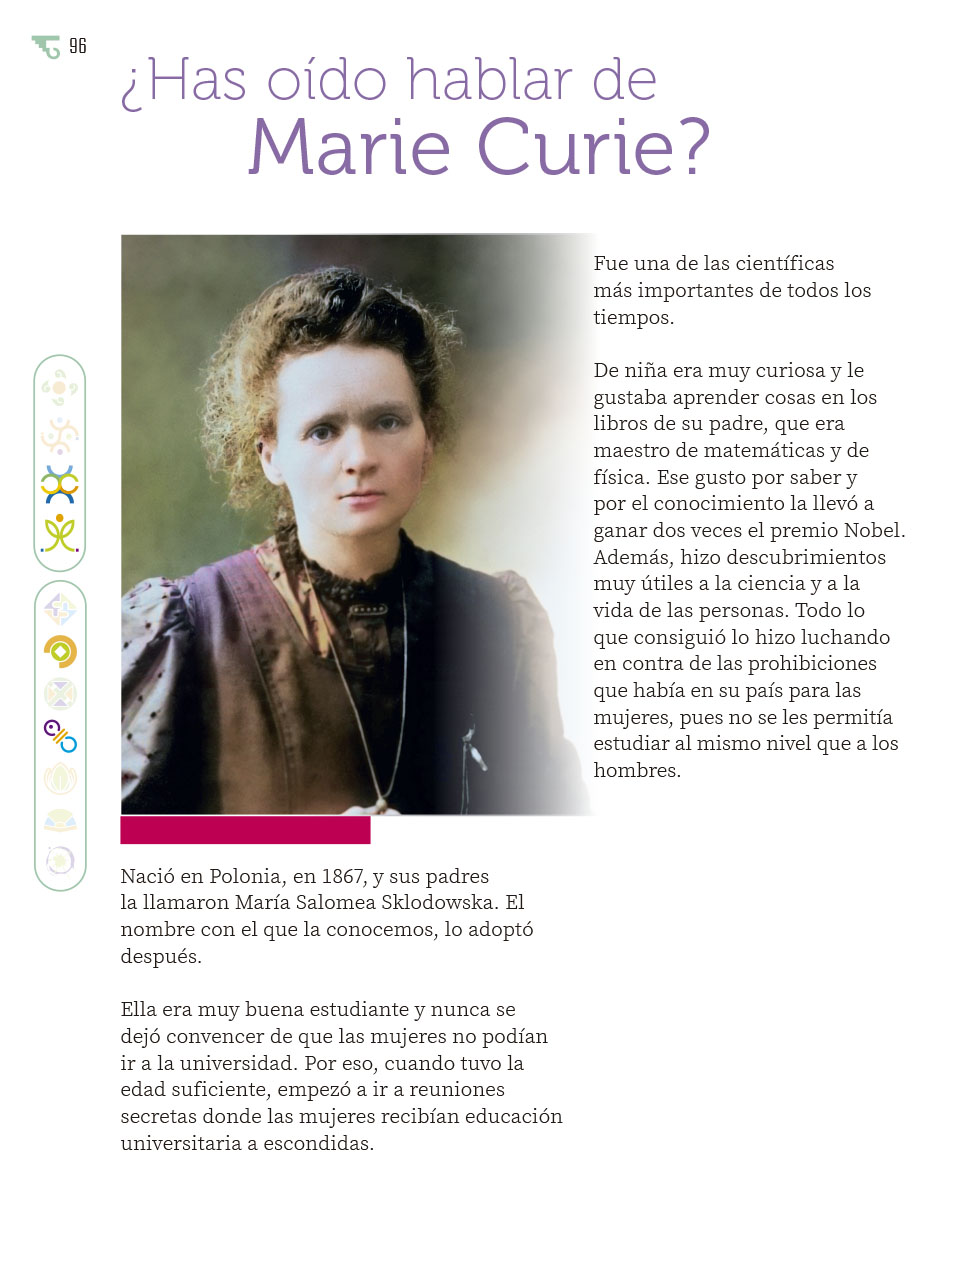 96
¿Has oído hablar de
Marie Curie?
Fue una de las científicas
más importantes de todos los
tiempos.
De niña era muy curiosa y le
gustaba aprender cosas en los
libros de su padre, que era
maestro de matemáticas y de
física. Ese gusto por saber y
por el conocimiento la llevó a
ganar dos veces el premio Nobel.
Además, hizo descubrimientos
muy útiles a la ciencia y a la
vida de las personas. Todo lo
que consiguió lo hizo luchando
en contra de las prohibiciones
que había en su país para las
mujeres, pues no se les permitía
estudiar al mismo nivel que a los
hombres.
Nació en Polonia, en 1867, y sus padres
la llamaron María Salomea Sklodowska. El
nombre con el que la conocemos, lo adoptó
después.
Ella era muy buena estudiante y nunca se
dejó convencer de que las mujeres no podían
ir a la universidad. Por eso, cuando tuvo la
edad suficiente, empezó a ir a reuniones
secretas donde las mujeres recibían educación
universitaria a escondidas.